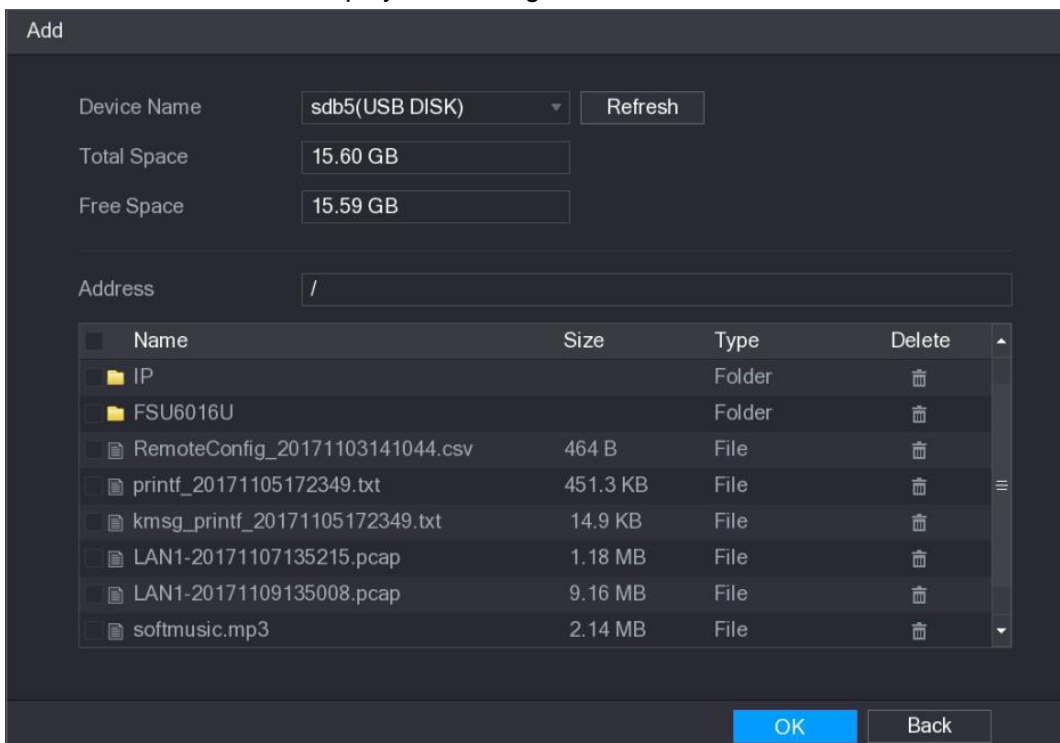 Add
Device Name sdb5(USB DISK) Refresh
Total Space 15.60 GB
Free Space 15.59 GB
Address /
Name Size Type Delete
IP Folder
FSU6016U Folder
RemoteConfig_20171103141044.csv 464 B File
printf_20171105172349.txt 451.3 KB File
kmsg_printf_20171105172349.txt 14.9 KB File
LAN1-20171107135215.pcap 1.18 MB File
LAN1-20171109135008.pcap 9.16 MB File
softmusic.mp3 2.14 MB File
OK Back